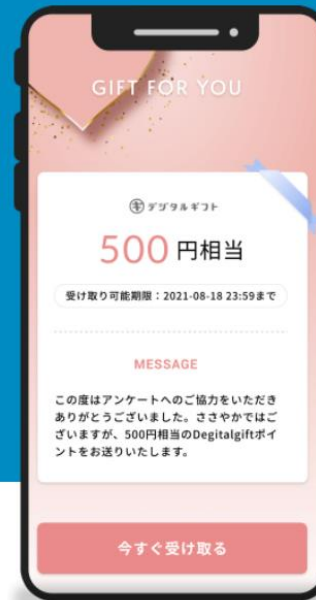 GIFT FOR YOU
デジタルギフト
500 円相当
受け取り可能期限：2021-08-18 23:59まで
MESSAGE
この度はアンケートへのご協力をいただき
ありがとうございました。ささやかではご
ざいますが、500円相当のDegitalgiftポイ
ントをお送りいたします。
今すぐ受け取る